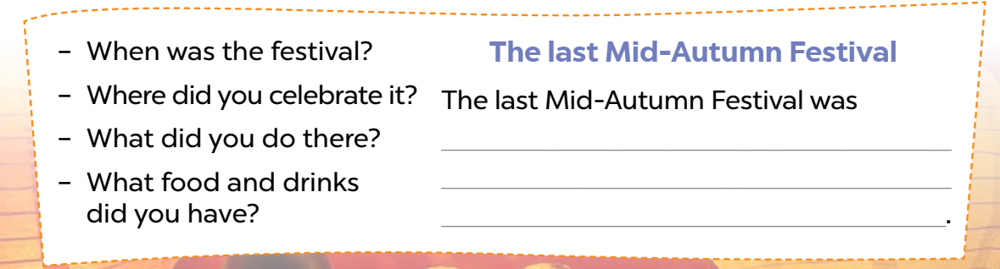 – When was the festival?
– Where did you celebrate it?
– What did you do there?
– What food and drinks
did you have?
The last Mid-Autumn Festival
The last Mid-Autumn Festival was
.